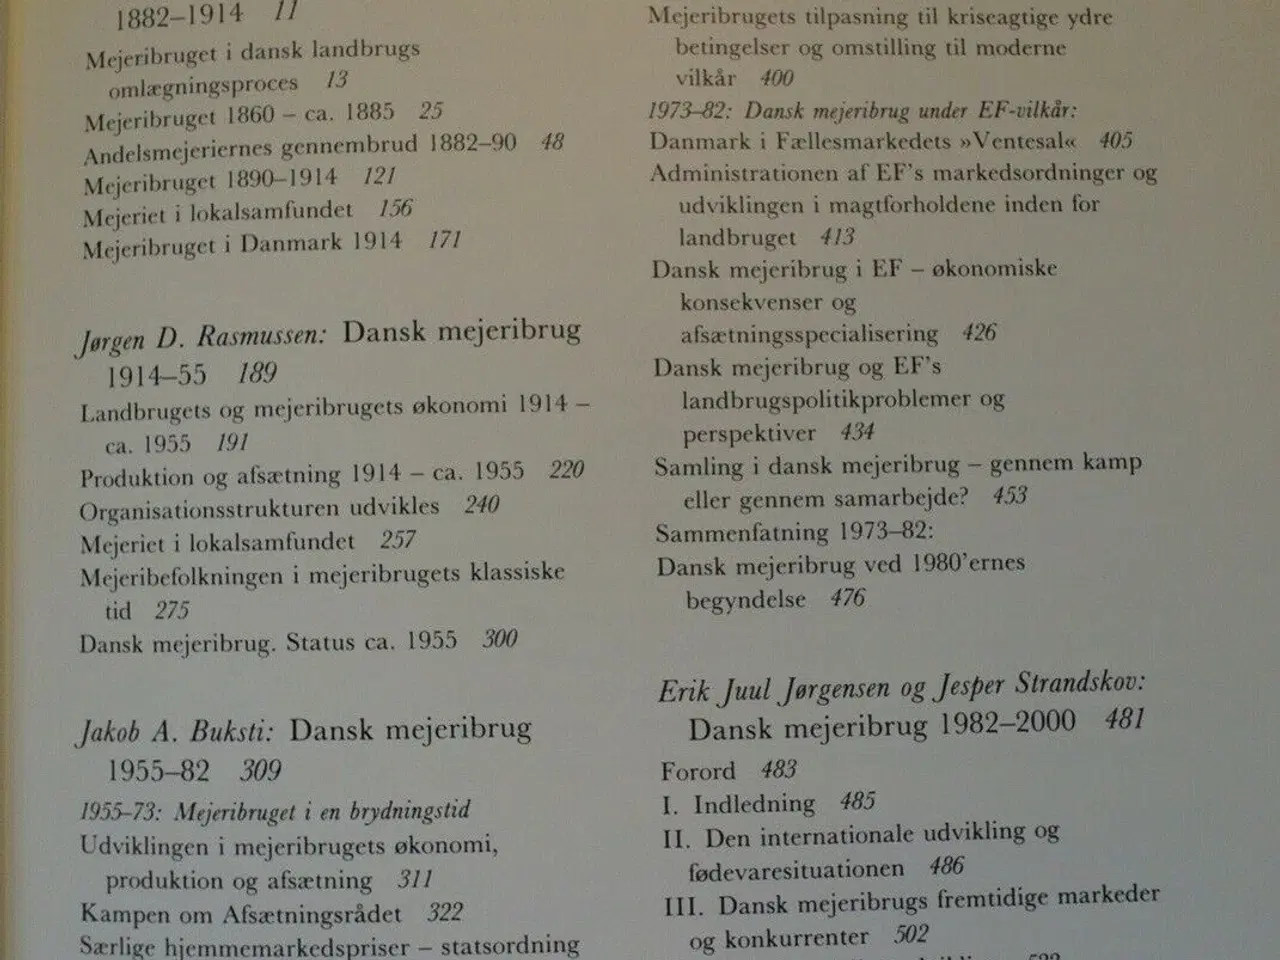 1882–1914 11
Mejeribruget i dansk landbrugs
omlægningsproces 13
Mejeribruget 1860 – ca. 1885 25
Andelsmejeriernes gennembrud 1882–90 48
Mejeribruget 1890–1914 121
Mejeriet i lokalsamfundet 156
Mejeribruget i Danmark 1914 171
Jørgen D. Rasmussen: Dansk mejeribrug
1914–55 189
Landbrugets og mejeribrugets økonomi 1914 –
ca. 1955 191
Produktion og afsætning 1914 – ca. 1955 220
Organisationsstrukturen udvikles 240
Mejeriet i lokalsamfundet 257
Mejeribefolkningen i mejeribrugets klassiske
tid 275
Dansk mejeribrug. Status ca. 1955 300
Jakob A. Buksti: Dansk mejeribrug
1955–82 309
1955–73: Mejeribruget i en brydningstid
Udviklingen i mejeribrugets økonomi,
produktion og afsætning 311
Kampen om Afsætningsrådet 322
Særlige hjemmemarkedspriser – statsordning
Mejeribrugets tilpasning til kriseagtige ydre
betingelser og omstilling til moderne
vilkår 400
1973–82: Dansk mejeribrug under EF-vilkår:
Danmark i Fællesmarkedets »Ventesal« 405
Administrationen af EF's markedsordninger og
udviklingen i magtforholdene inden for
landbruget 413
Dansk mejeribrug i EF – økonomiske
konsekvenser og
afsætningsspecialisering 426
Dansk mejeribrug og EF's
landbrugspolitikproblemer og
perspektiver 434
Samling i dansk mejeribrug – gennem kamp
eller gennem samarbejde? 453
Sammenfatning 1973–82:
Dansk mejeribrug ved 1980'ernes
begyndelse 476
Erik Juul Jørgensen og Jesper Strandskov:
Dansk mejeribrug 1982–2000 481
Forord 483
I. Indledning 485
II. Den internationale udvikling og
fødevaresituationen 486
III. Dansk mejeribrugs fremtidige markeder
og konkurrenter 502